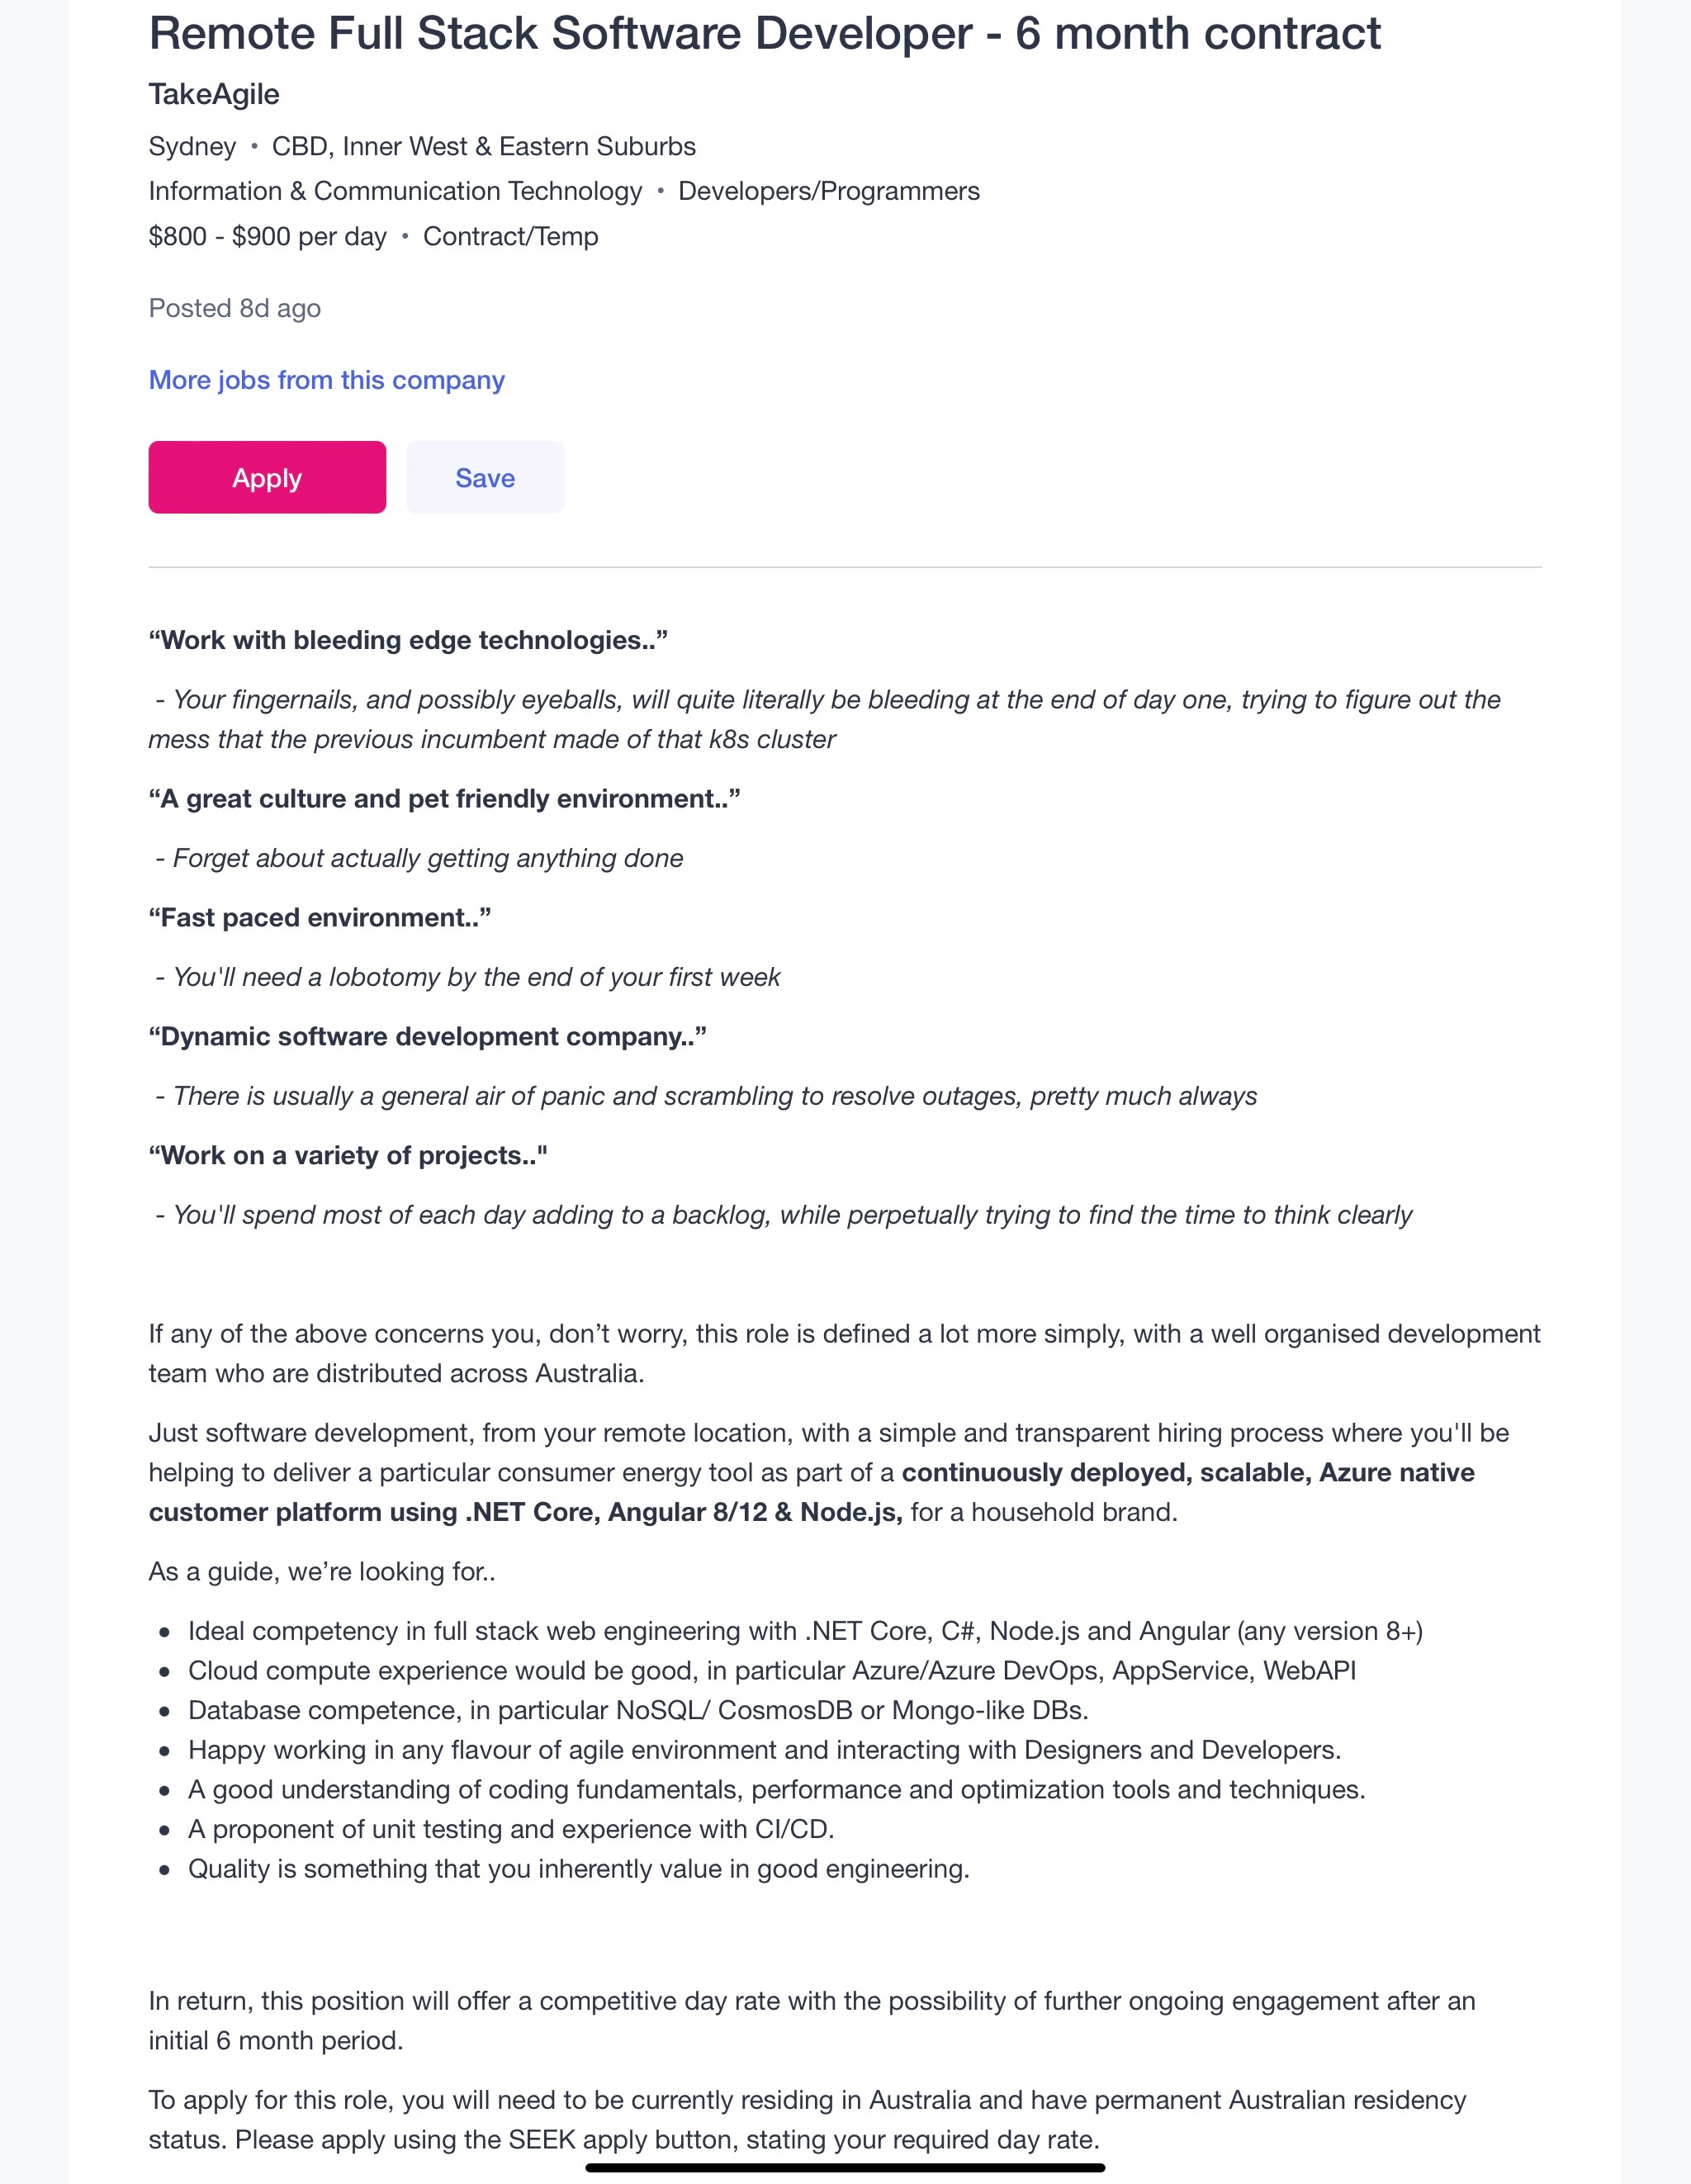 Remote Full Stack Software Developer - 6 month contract
TakeAgile
Sydney • CBD, Inner West & Eastern Suburbs
Information & Communication Technology • Developers/Programmers
$800 - $900 per day • Contract/Temp
Posted 8d ago
More jobs from this company
Apply Save
“Work with bleeding edge technologies..”
- Your fingernails, and possibly eyeballs, will quite literally be bleeding at the end of day one, trying to figure out the
mess that the previous incumbent made of that k8s cluster
“A great culture and pet friendly environment..”
- Forget about actually getting anything done
“Fast paced environment..”
- You'll need a lobotomy by the end of your first week
“Dynamic software development company..”
- There is usually a general air of panic and scrambling to resolve outages, pretty much always
“Work on a variety of projects.."
- You'll spend most of each day adding to a backlog, while perpetually trying to find the time to think clearly
If any of the above concerns you, don’t worry, this role is defined a lot more simply, with a well organised development
team who are distributed across Australia.
Just software development, from your remote location, with a simple and transparent hiring process where you'll be
helping to deliver a particular consumer energy tool as part of a continuously deployed, scalable, Azure native
customer platform using .NET Core, Angular 8/12 & Node.js, for a household brand.
As a guide, we’re looking for..
• Ideal competency in full stack web engineering with .NET Core, C#, Node.js and Angular (any version 8+)
• Cloud compute experience would be good, in particular Azure/Azure DevOps, AppService, WebAPI
• Database competence, in particular NoSQL/ CosmosDB or Mongo-like DBs.
• Happy working in any flavour of agile environment and interacting with Designers and Developers.
• A good understanding of coding fundamentals, performance and optimization tools and techniques.
• A proponent of unit testing and experience with CI/CD.
• Quality is something that you inherently value in good engineering.
In return, this position will offer a competitive day rate with the possibility of further ongoing engagement after an
initial 6 month period.
To apply for this role, you will need to be currently residing in Australia and have permanent Australian residency
status. Please apply using the SEEK apply button, stating your required day rate.